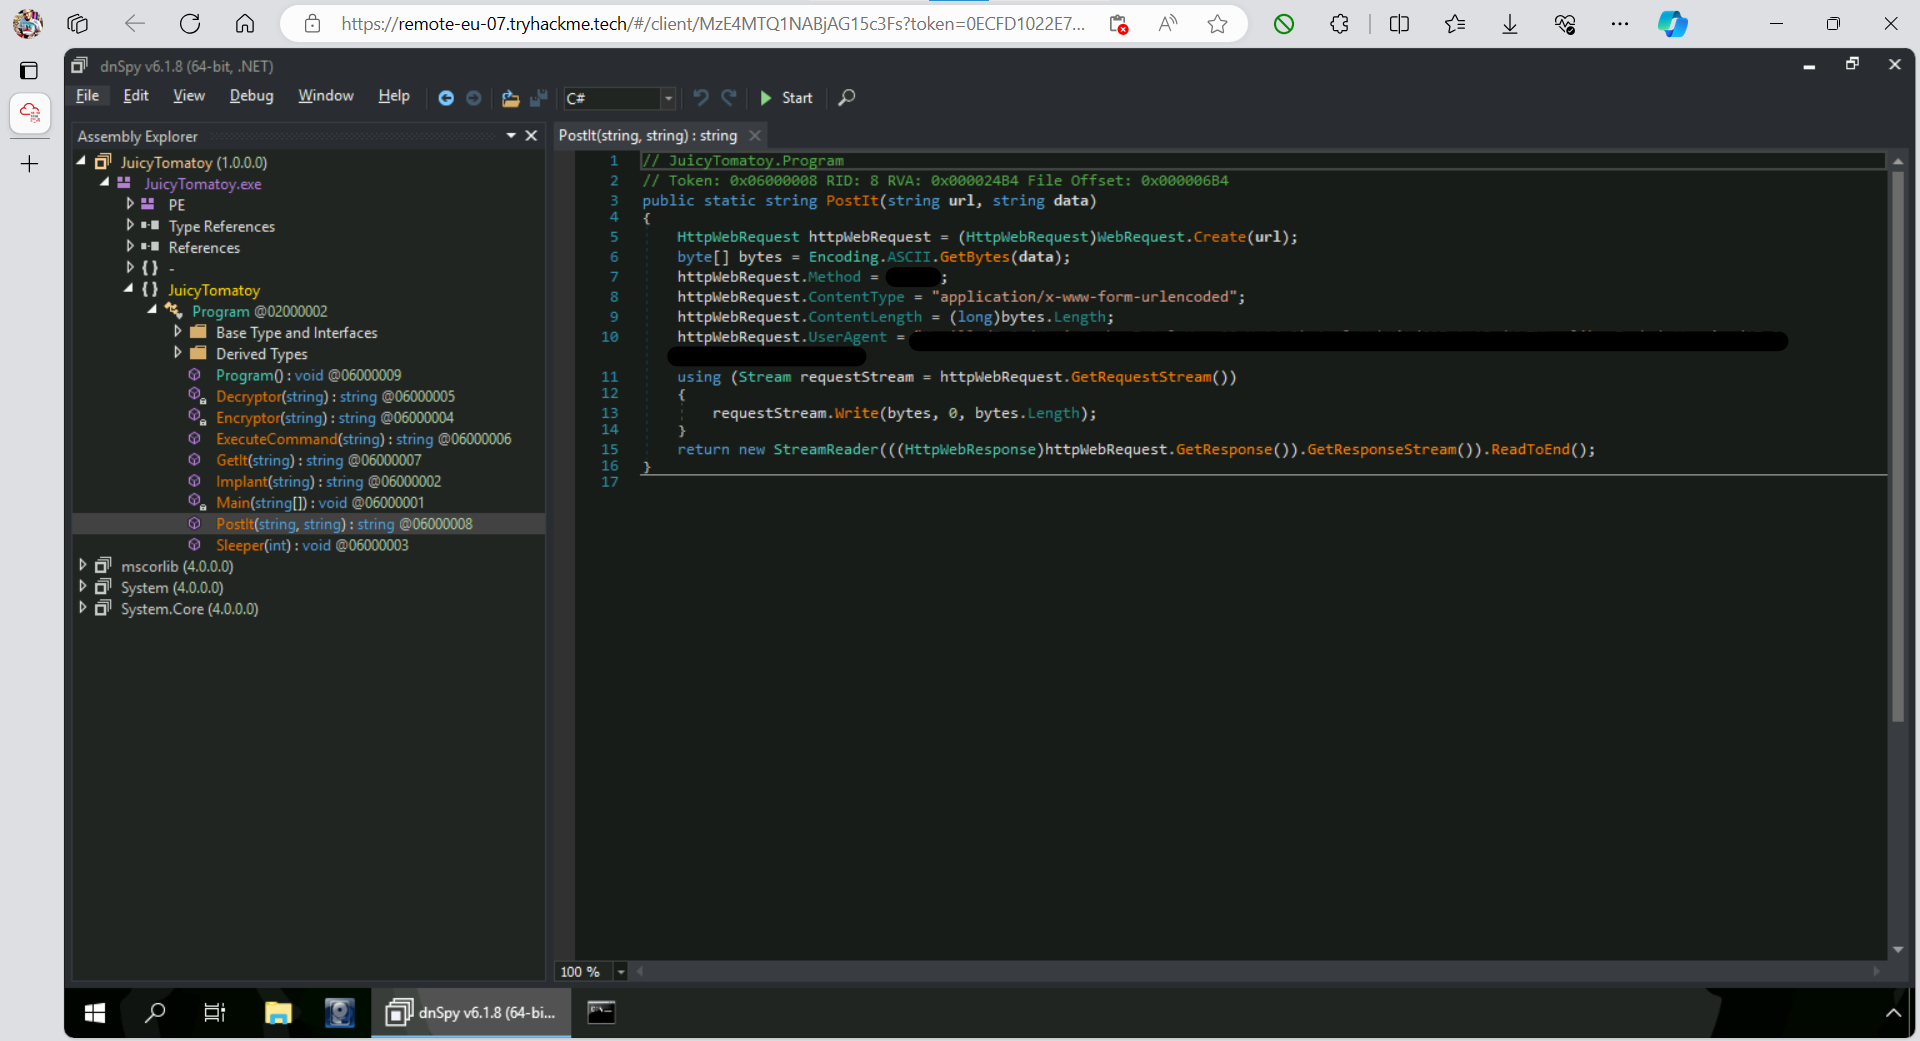 https://remote-eu-07.tryhackme.tech/#/client/MzE4MTQ1NABjAG15c3Fs?token=0ECFD1022E7...
dnSpy v6.1.8 (64-bit, .NET)
File Edit View Debug Window Help C# Start
Assembly Explorer
JuicyTomatoy (1.0.0.0)
JuicyTomatoy.exe
PE
Type References
References
{ } -
{ } JuicyTomatoy
Program @02000002
Base Type and Interfaces
Derived Types
Program() : void @06000009
Decryptor(string) : string @06000005
Encryptor(string) : string @06000004
ExecuteCommand(string) : string @06000006
GetIt(string) : string @06000007
Implant(string) : string @06000002
Main(string[]) : void @06000001
PostIt(string, string) : string @06000008
Sleeper(int) : void @06000003
mscorlib (4.0.0.0)
System (4.0.0.0)
System.Core (4.0.0.0)
PostIt(string, string) : string
1 // JuicyTomatoy.Program
2 // Token: 0x06000008 RID: 8 RVA: 0x000024B4 File Offset: 0x000006B4
3 public static string PostIt(string url, string data)
4 {
5 HttpWebRequest httpWebRequest = (HttpWebRequest)WebRequest.Create(url);
6 byte[] bytes = Encoding.ASCII.GetBytes(data);
7 httpWebRequest.Method = ;
8 httpWebRequest.ContentType = "application/x-www-form-urlencoded";
9 httpWebRequest.ContentLength = (long)bytes.Length;
10 httpWebRequest.UserAgent =
11 using (Stream requestStream = httpWebRequest.GetRequestStream())
12 {
13 requestStream.Write(bytes, 0, bytes.Length);
14 }
15 return new StreamReader(((HttpWebResponse)httpWebRequest.GetResponse()).GetResponseStream()).ReadToEnd();
16 }
17
100 %
dnSpy v6.1.8 (64-bi...